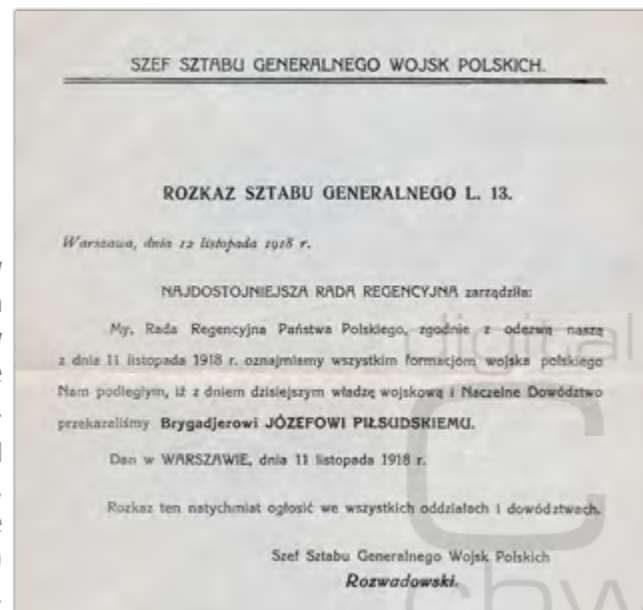 SZEF SZTABU GENERALNEGO WOJSK POLSKICH.
ROZKAZ SZTABU GENERALNEGO L. 13.
Warszawa, dnia 12 listopada 1918 r.
NAJDOSTOJNIEJSZA RADA REGENCYJNA zarządziła:
My, Rada Regencyjna Państwa Polskiego, zgodnie z odezwą naszą
z dnia 11 listopada 1918 r. oznajmiamy wszystkim formacjom wojska polskiego
Nam podległym, iż z dniem dzisiejszym władzę wojskową i Naczelne Dowództwo
przekazaliśmy Brygadjerowi JÓZEFOWI PIŁSUDSKIEMU.
Dan w WARSZAWIE, dnia 11 listopada 1918 r.
Rozkaz ten natychmiast ogłosić we wszystkich oddziałach i dowództwach.
Szef Sztabu Generalnego Wojsk Polskich
Rozwadowski.
digital
cbw